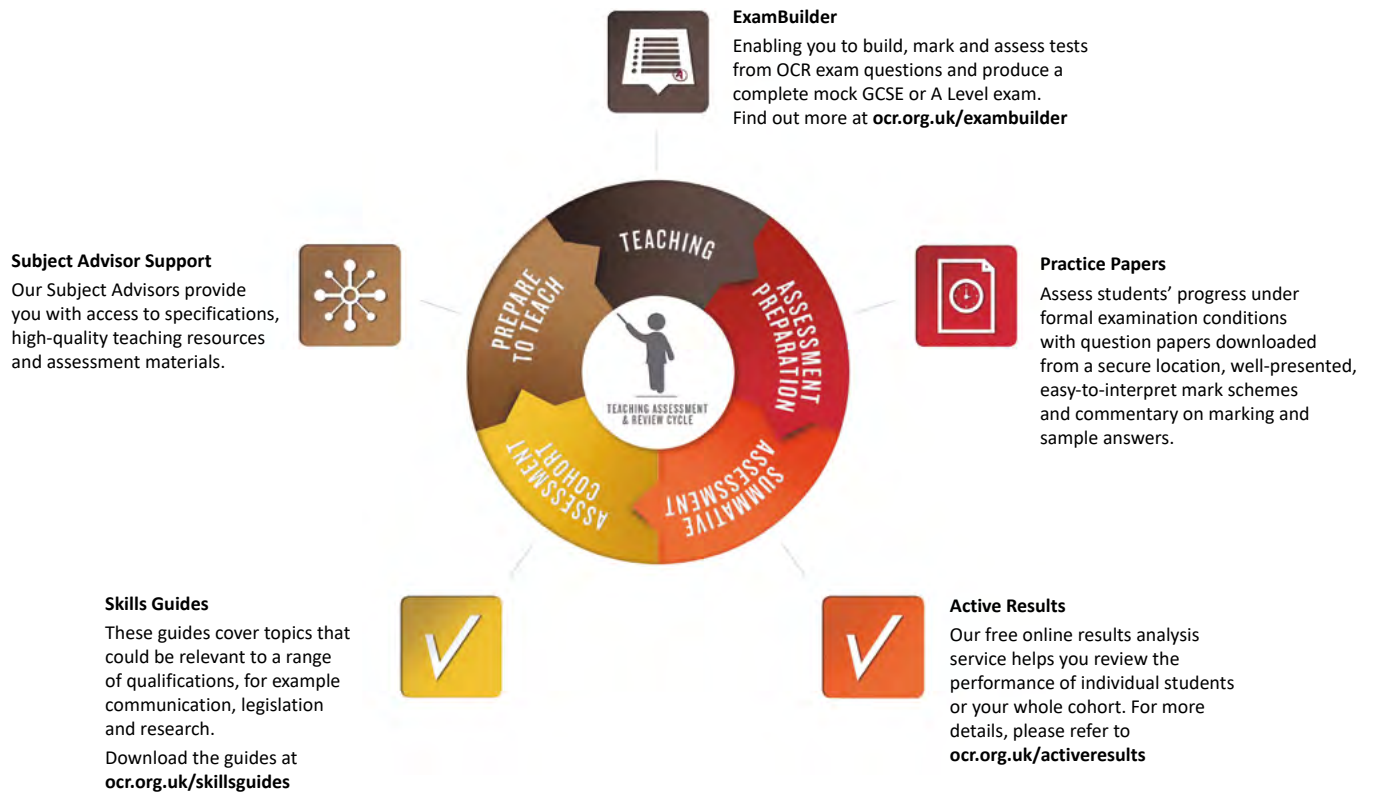 ExamBuilder
Enabling you to build, mark and assess tests
from OCR exam questions and produce a
complete mock GCSE or A Level exam.
Find out more at ocr.org.uk/exambuilder
Subject Advisor Support
Our Subject Advisors provide
you with access to specifications,
high-quality teaching resources
and assessment materials.
TEACHING
PREPARE
TO TEACH
ASSESSMENT
PREPARATION
TEACHING ASSESSMENT
& REVIEW CYCLE
ASSESSMENT
COHORT
SUMMATIVE
ASSESSMENT
Practice Papers
Assess students’ progress under
formal examination conditions
with question papers downloaded
from a secure location, well-presented,
easy-to-interpret mark schemes
and commentary on marking and
sample answers.
Skills Guides
These guides cover topics that
could be relevant to a range
of qualifications, for example
communication, legislation
and research.
Download the guides at
ocr.org.uk/skillsguides
Active Results
Our free online results analysis
service helps you review the
performance of individual students
or your whole cohort. For more
details, please refer to
ocr.org.uk/activeresults